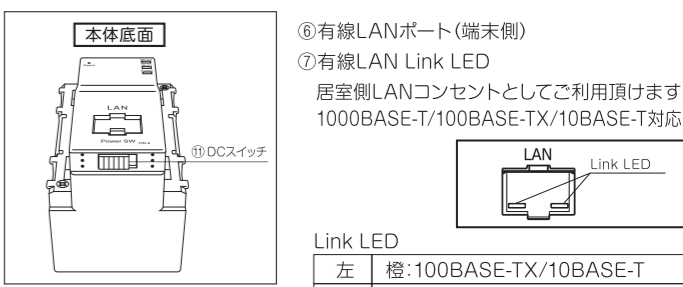 本体底面
LAN
Power SW
⑪DCスイッチ
⑥有線LANポート(端末側)
⑦有線LAN Link LED
居室側LANコンセントとしてご利用頂けます
1000BASE-T/100BASE-TX/10BASE-T対応
LAN
Link LED
Link LED
左 橙:100BASE-TX/10BASE-T